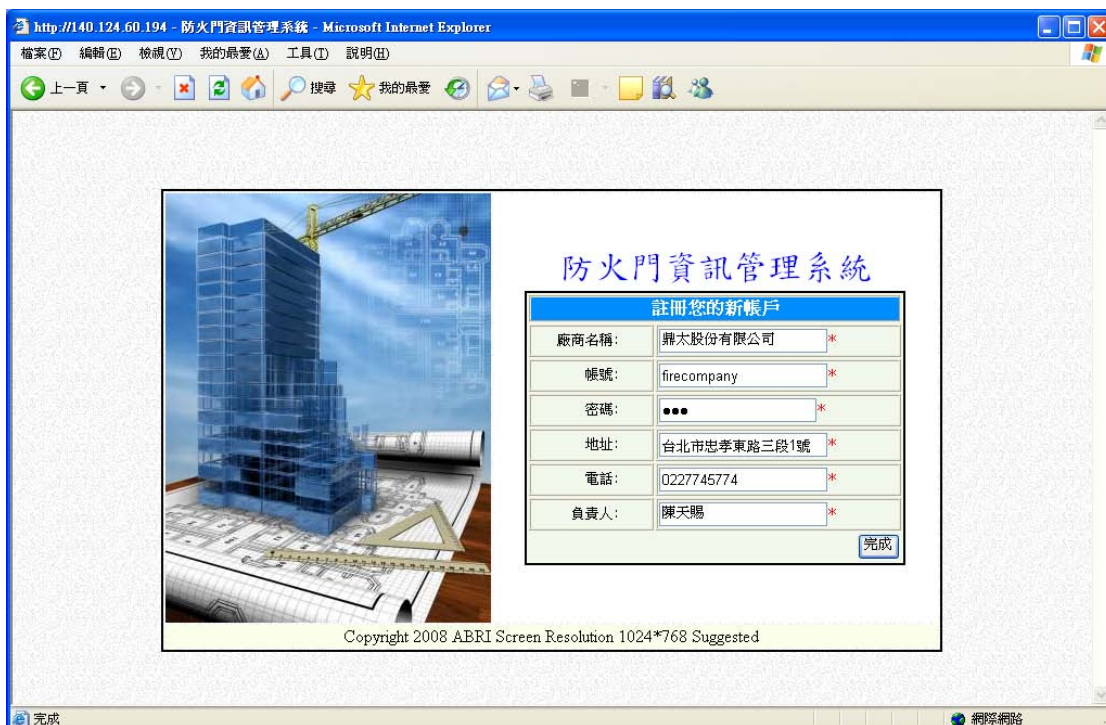 http://140.124.60.194 - 防火門資訊管理系統 - Microsoft Internet Explorer
檔案(F) 編輯(E) 檢視(V) 我的最愛(A) 工具(T) 說明(H)
上一頁 搜尋 我的最愛
防火門資訊管理系統
註冊您的新帳戶
廠商名稱: 鼎太股份有限公司 *
帳號: firecompany *
密碼: ●●● *
地址: 台北市忠孝東路三段1號 *
電話: 0227745774 *
負責人: 陳天賜 *
完成
Copyright 2008 ABRI Screen Resolution 1024*768 Suggested
完成 網際網路